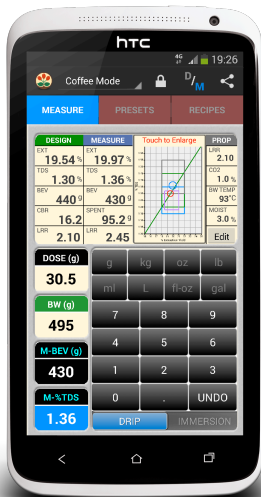 hTC
4G 19:26
Coffee Mode D/M
MEASURE PRESETS RECIPES
DESIGN MEASURE Touch to Enlarge PROP
EXT 19.54 % EXT 19.97 % LRR 2.10
TDS 1.30 % TDS 1.36 % CO2 1.0 %
BEV 440 g BEV 430 g BW TEMP 93°C
CBR 16.2 SPENT 95.2 g MOIST 3.0 %
LRR 2.10 LRR 2.45 Edit
DOSE (g) g kg oz lb
30.5 ml L fl-oz gal
BW (g) 7 8 9
495
M-BEV (g) 4 5 6
430 1 2 3
M-%TDS 0 . UNDO
1.36 DRIP IMMERSION